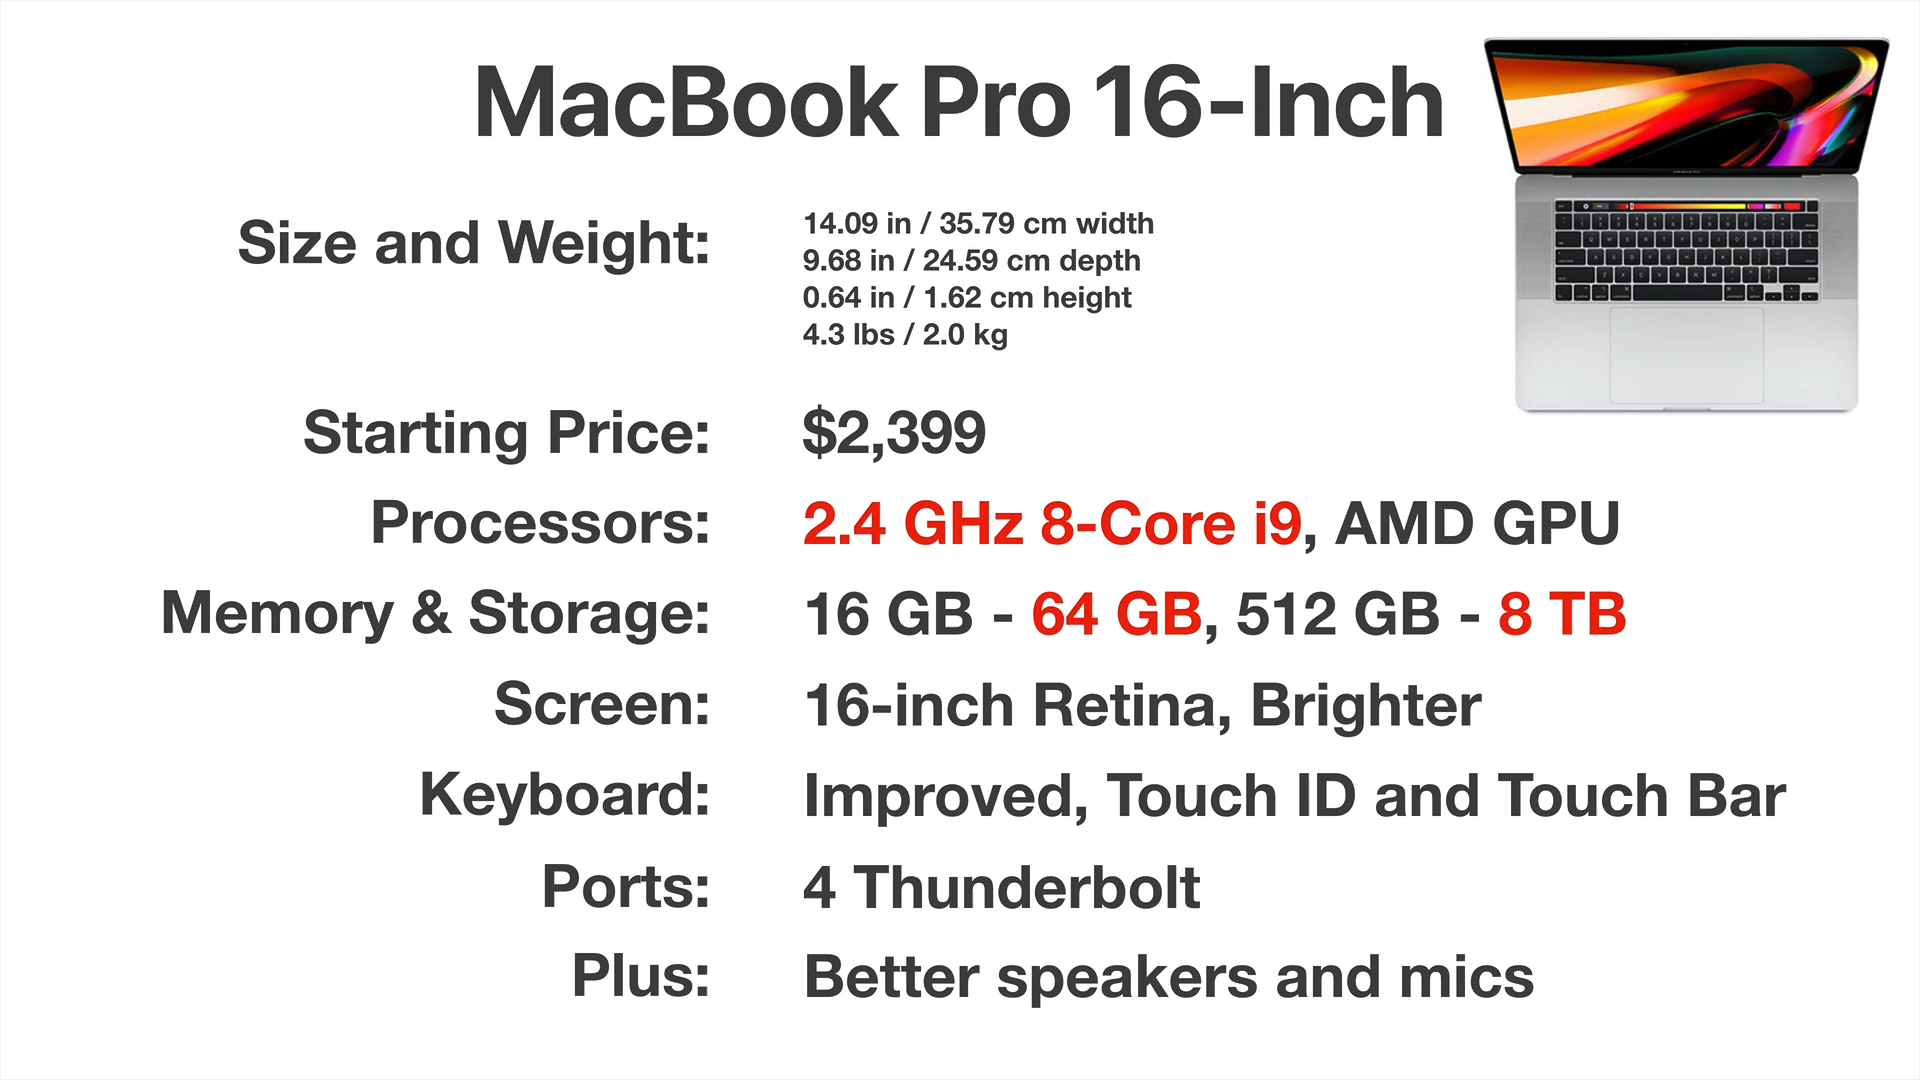 MacBook Pro 16-Inch
Size and Weight:
14.09 in / 35.79 cm width
9.68 in / 24.59 cm depth
0.64 in / 1.62 cm height
4.3 lbs / 2.0 kg
Starting Price: $2,399
Processors: 2.4 GHz 8-Core i9, AMD GPU
Memory & Storage: 16 GB - 64 GB, 512 GB - 8 TB
Screen: 16-inch Retina, Brighter
Keyboard: Improved, Touch ID and Touch Bar
Ports: 4 Thunderbolt
Plus: Better speakers and mics